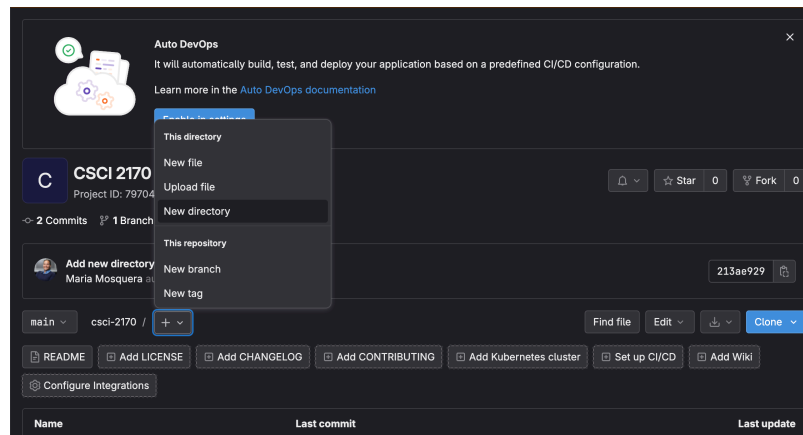 Auto DevOps
It will automatically build, test, and deploy your application based on a predefined CI/CD configuration.
Learn more in the Auto DevOps documentation
Enable in settings
This directory
New file
Upload file
New directory
This repository
New branch
New tag
C
CSCI 2170
Project ID: 79704
Star 0
Fork 0
2 Commits 1 Branch
Add new directory
Maria Mosquera
213ae929
main
csci-2170 / +
Find file
Edit
Clone
README
Add LICENSE
Add CHANGELOG
Add CONTRIBUTING
Add Kubernetes cluster
Set up CI/CD
Add Wiki
Configure Integrations
Name Last commit Last update